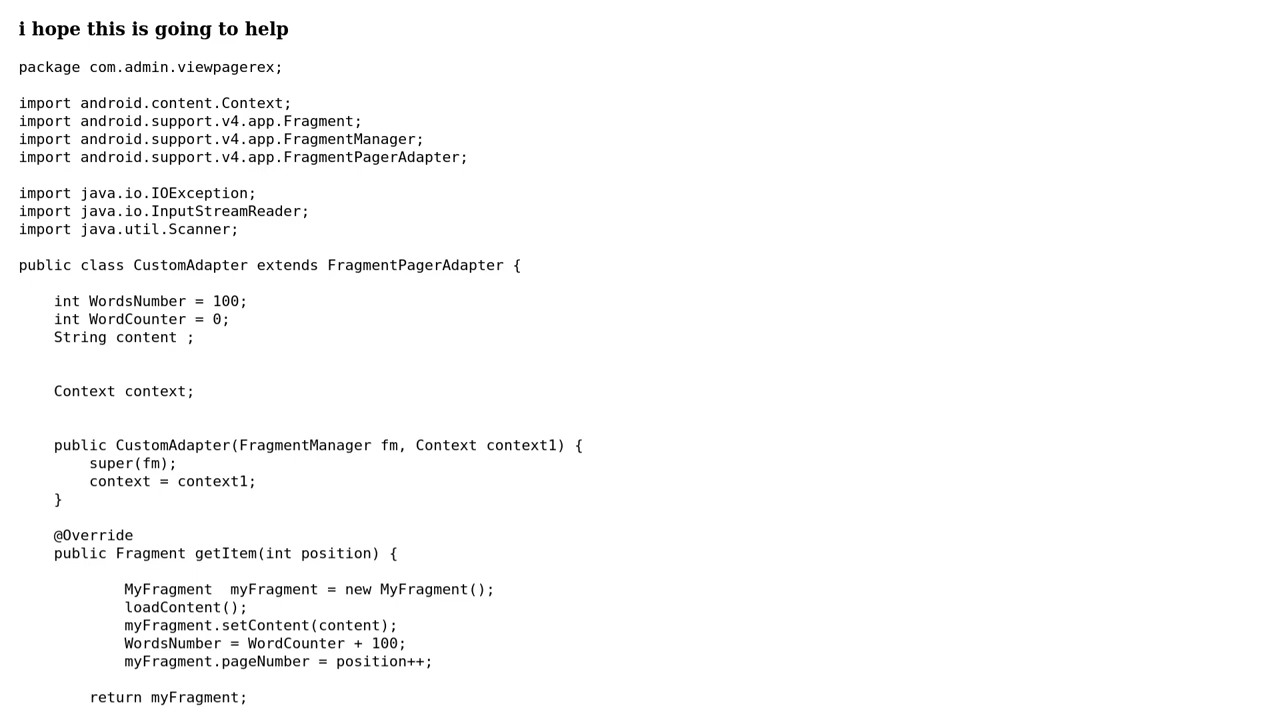 i hope this is going to help
package com.admin.viewpagerex;
import android.content.Context;
import android.support.v4.app.Fragment;
import android.support.v4.app.FragmentManager;
import android.support.v4.app.FragmentPagerAdapter;
import java.io.IOException;
import java.io.InputStreamReader;
import java.util.Scanner;
public class CustomAdapter extends FragmentPagerAdapter {
    int WordsNumber = 100;
    int WordCounter = 0;
    String content ;
    Context context;
    public CustomAdapter(FragmentManager fm, Context context1) {
        super(fm);
        context = context1;
    }
    @Override
    public Fragment getItem(int position) {
            MyFragment  myFragment = new MyFragment();
            loadContent();
            myFragment.setContent(content);
            WordsNumber = WordCounter + 100;
            myFragment.pageNumber = position++;
        return myFragment;